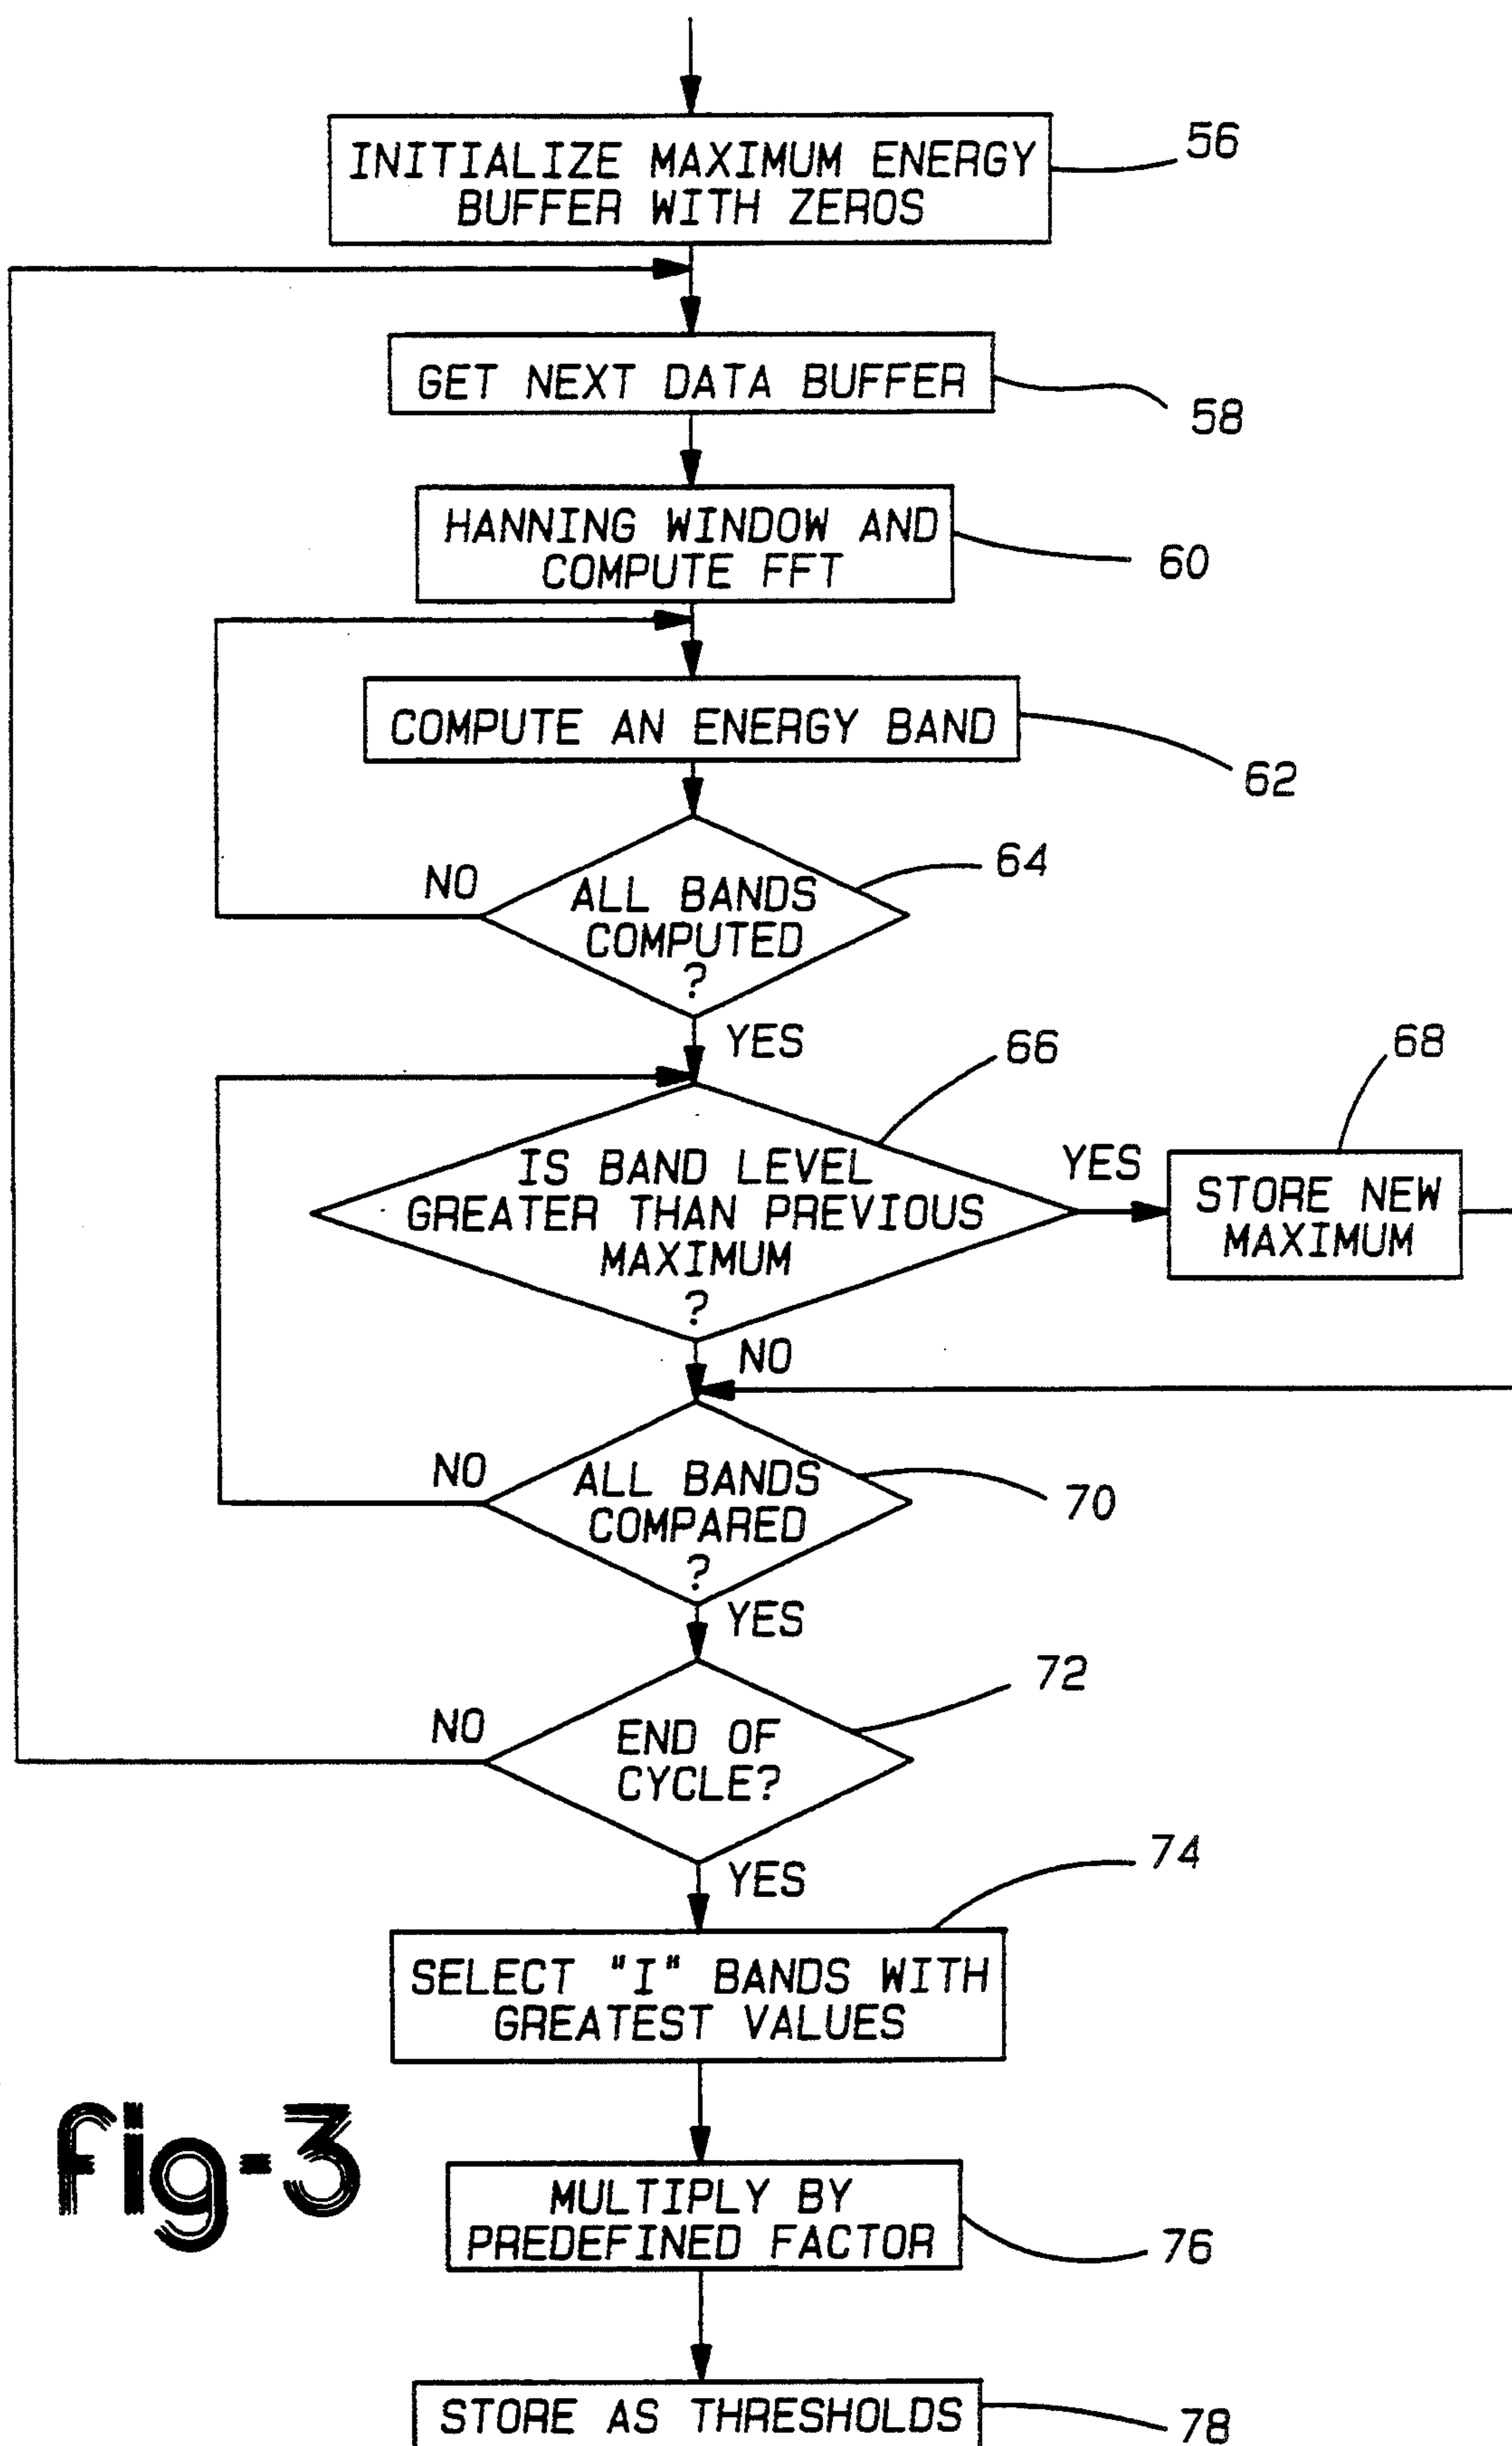 INITIALIZE MAXIMUM ENERGY
BUFFER WITH ZEROS
56
GET NEXT DATA BUFFER
58
HANNING WINDOW AND
COMPUTE FFT
60
COMPUTE AN ENERGY BAND
62
64
NO
ALL BANDS
COMPUTED
?
YES
66
68
IS BAND LEVEL
GREATER THAN PREVIOUS
MAXIMUM
?
YES
STORE NEW
MAXIMUM
NO
NO
ALL BANDS
COMPARED
?
70
YES
72
NO
END OF
CYCLE?
YES
74
SELECT "I" BANDS WITH
GREATEST VALUES
fig-3
MULTIPLY BY
PREDEFINED FACTOR
76
STORE AS THRESHOLDS
78